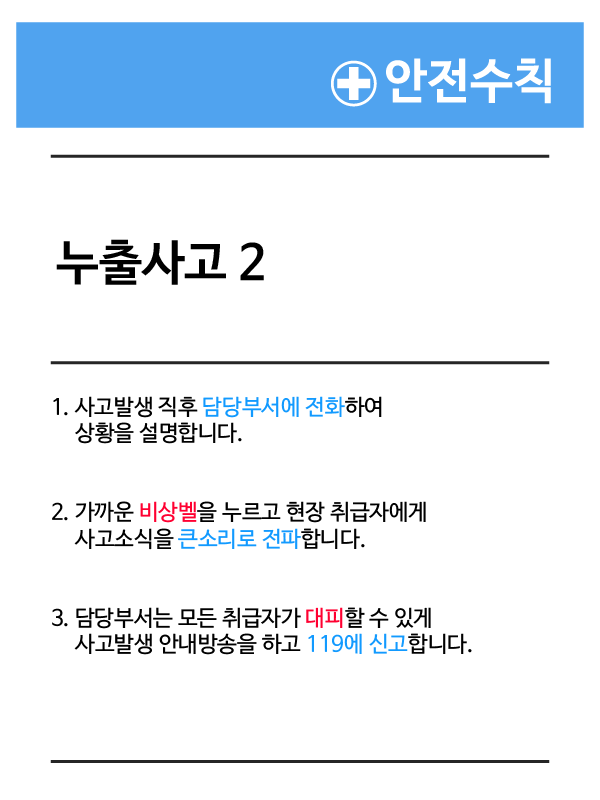 안전수칙
누출사고 2
1. 사고발생 직후 담당부서에 전화하여
상황을 설명합니다.
2. 가까운 비상벨을 누르고 현장 취급자에게
사고소식을 큰소리로 전파합니다.
3. 담당부서는 모든 취급자가 대피할 수 있게
사고발생 안내방송을 하고 119에 신고합니다.